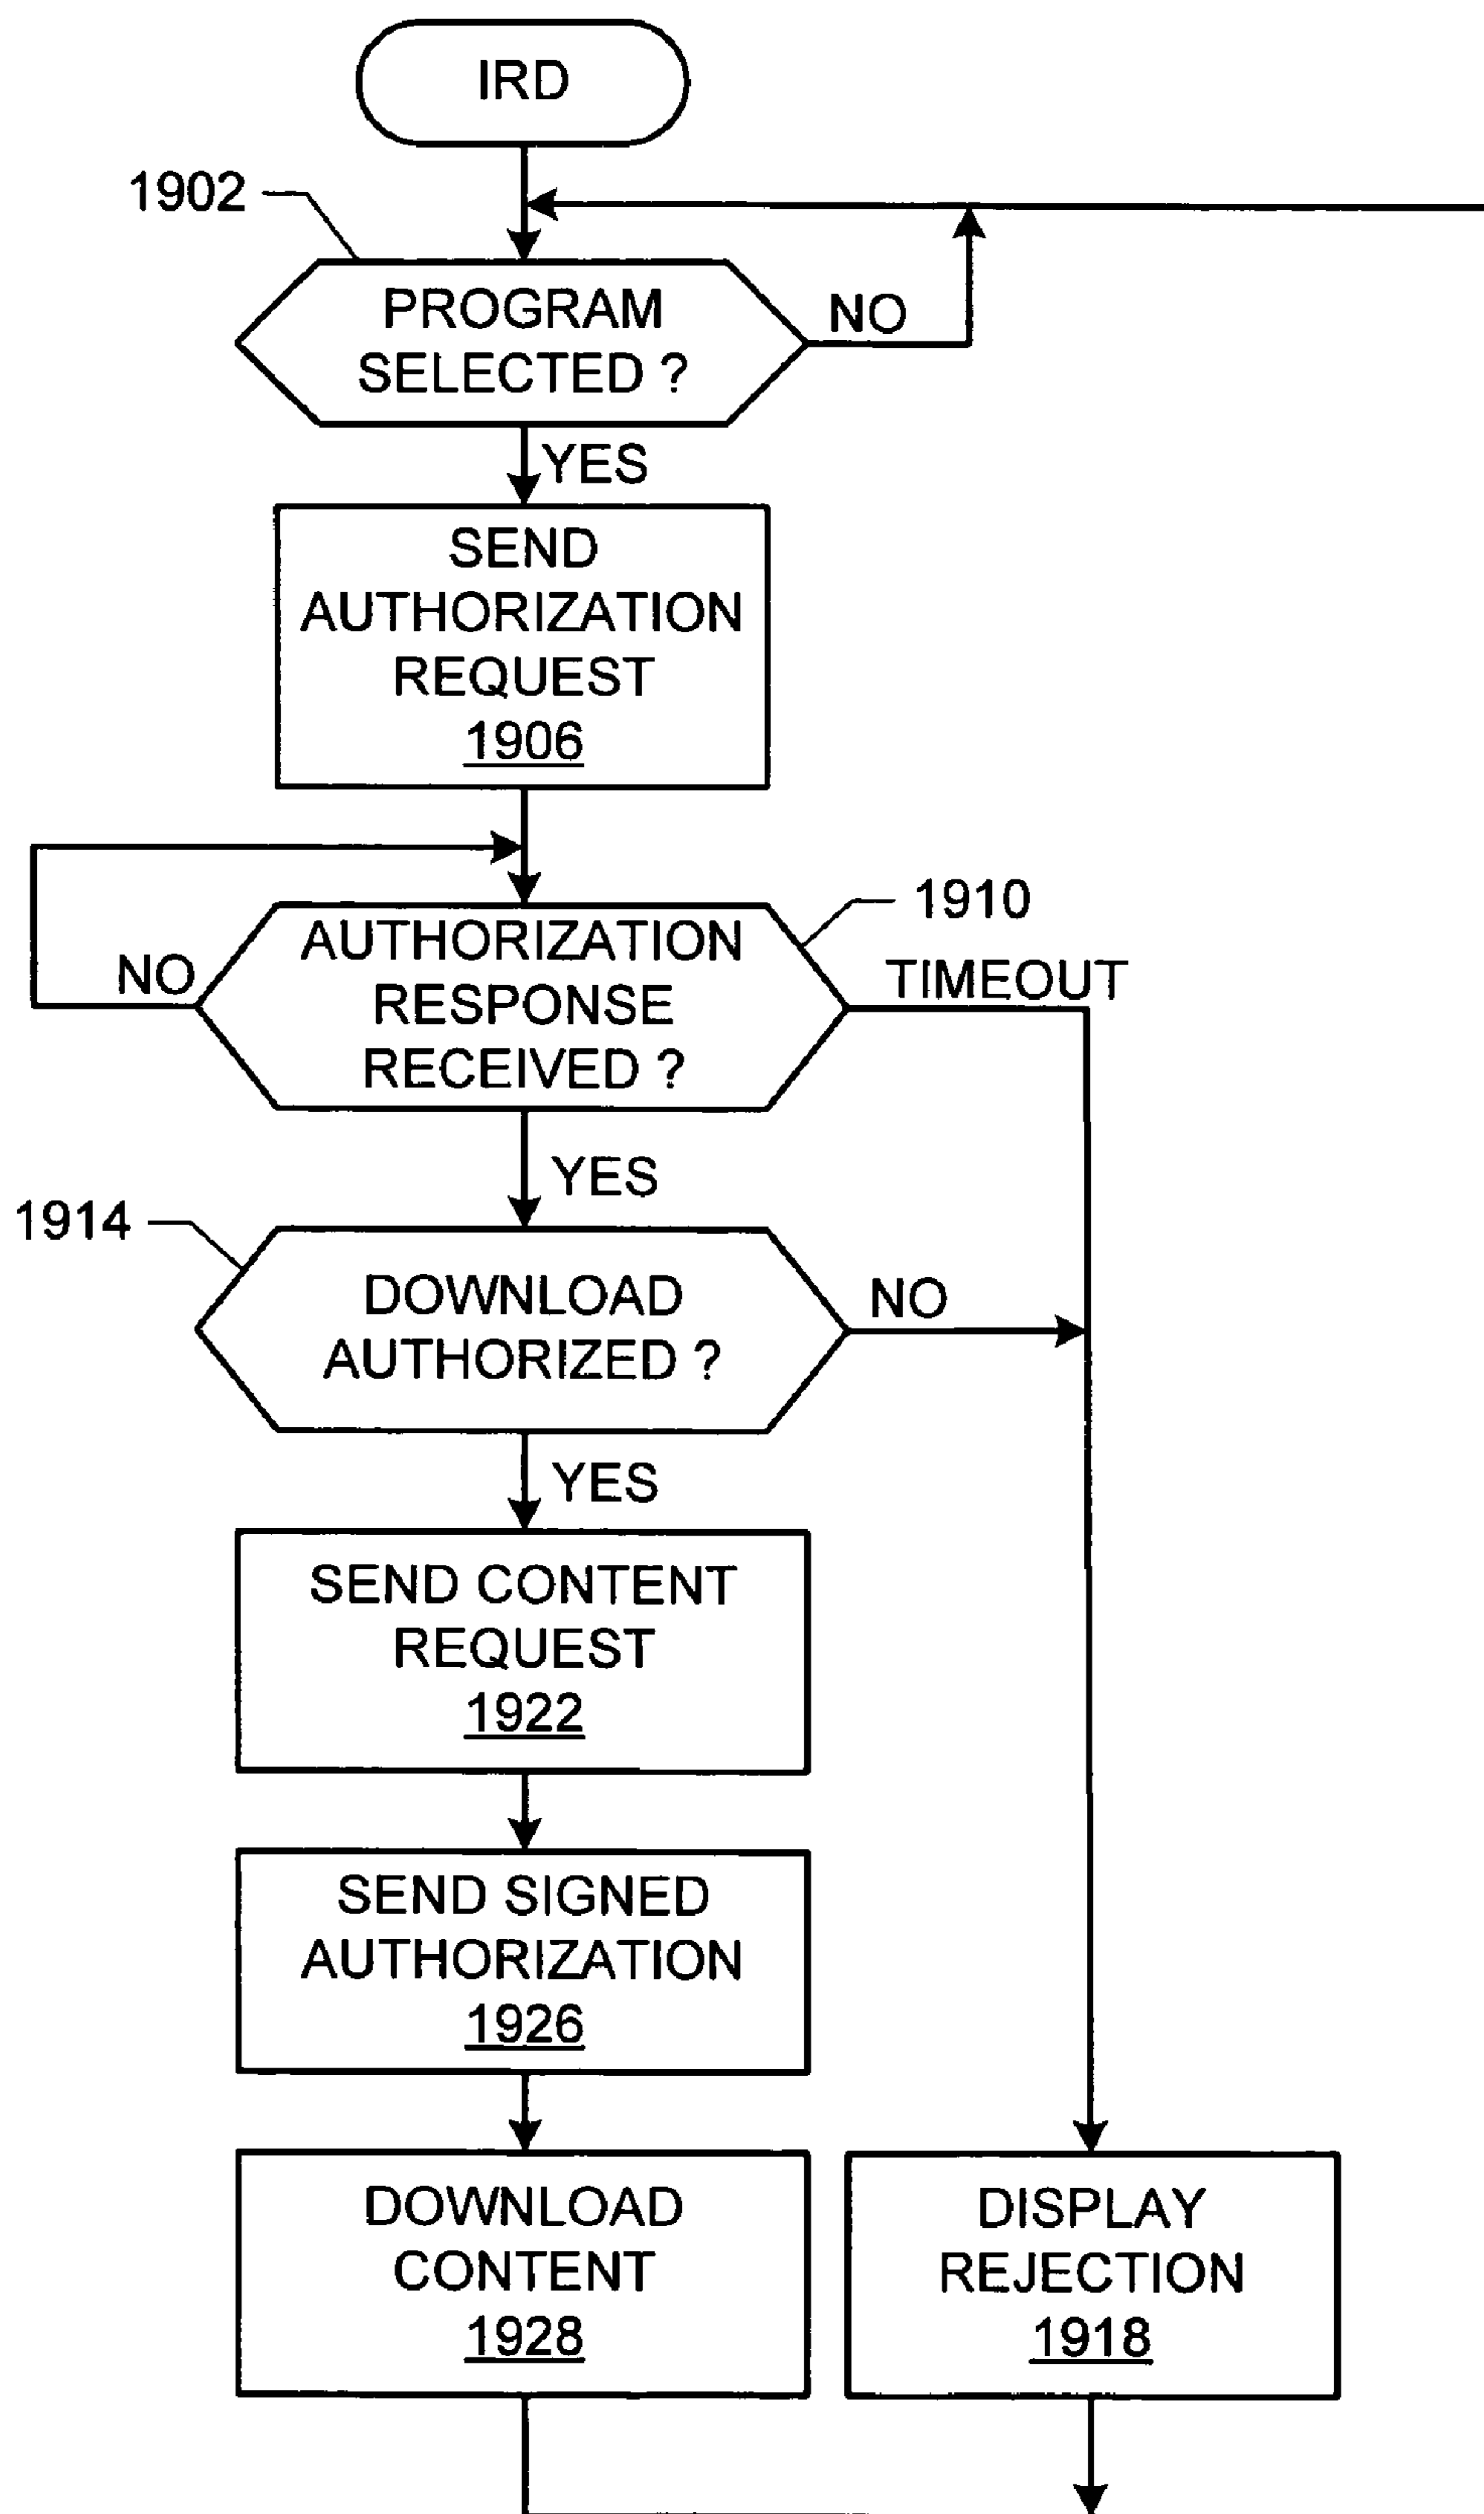 IRD
1902
PROGRAM
SELECTED ?
NO
YES
SEND
AUTHORIZATION
REQUEST
1906
1910
AUTHORIZATION
RESPONSE
RECEIVED ?
NO
TIMEOUT
YES
1914
DOWNLOAD
AUTHORIZED ?
NO
YES
SEND CONTENT
REQUEST
1922
SEND SIGNED
AUTHORIZATION
1926
DOWNLOAD
CONTENT
1928
DISPLAY
REJECTION
1918